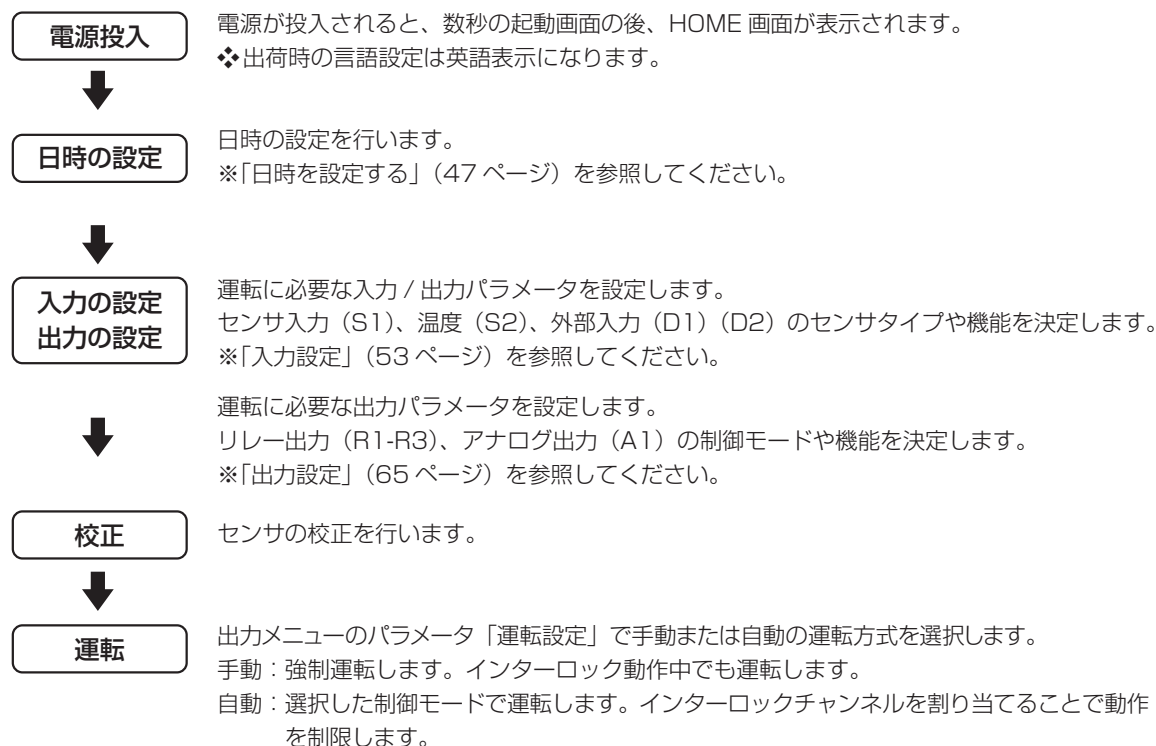 電源投入
電源が投入されると、数秒の起動画面の後、HOME 画面が表示されます。
❖出荷時の言語設定は英語表示になります。
日時の設定
日時の設定を行います。
※「日時を設定する」（47 ページ）を参照してください。
入力の設定
出力の設定
運転に必要な入力 / 出力パラメータを設定します。
センサ入力（S1）、温度（S2）、外部入力（D1）（D2）のセンサタイプや機能を決定します。
※「入力設定」（53 ページ）を参照してください。
運転に必要な出力パラメータを設定します。
リレー出力（R1-R3）、アナログ出力（A1）の制御モードや機能を決定します。
※「出力設定」（65 ページ）を参照してください。
校正
センサの校正を行います。
運転
出力メニューのパラメータ「運転設定」で手動または自動の運転方式を選択します。
手動：強制運転します。インターロック動作中でも運転します。
自動：選択した制御モードで運転します。インターロックチャンネルを割り当てることで動作
を制限します。